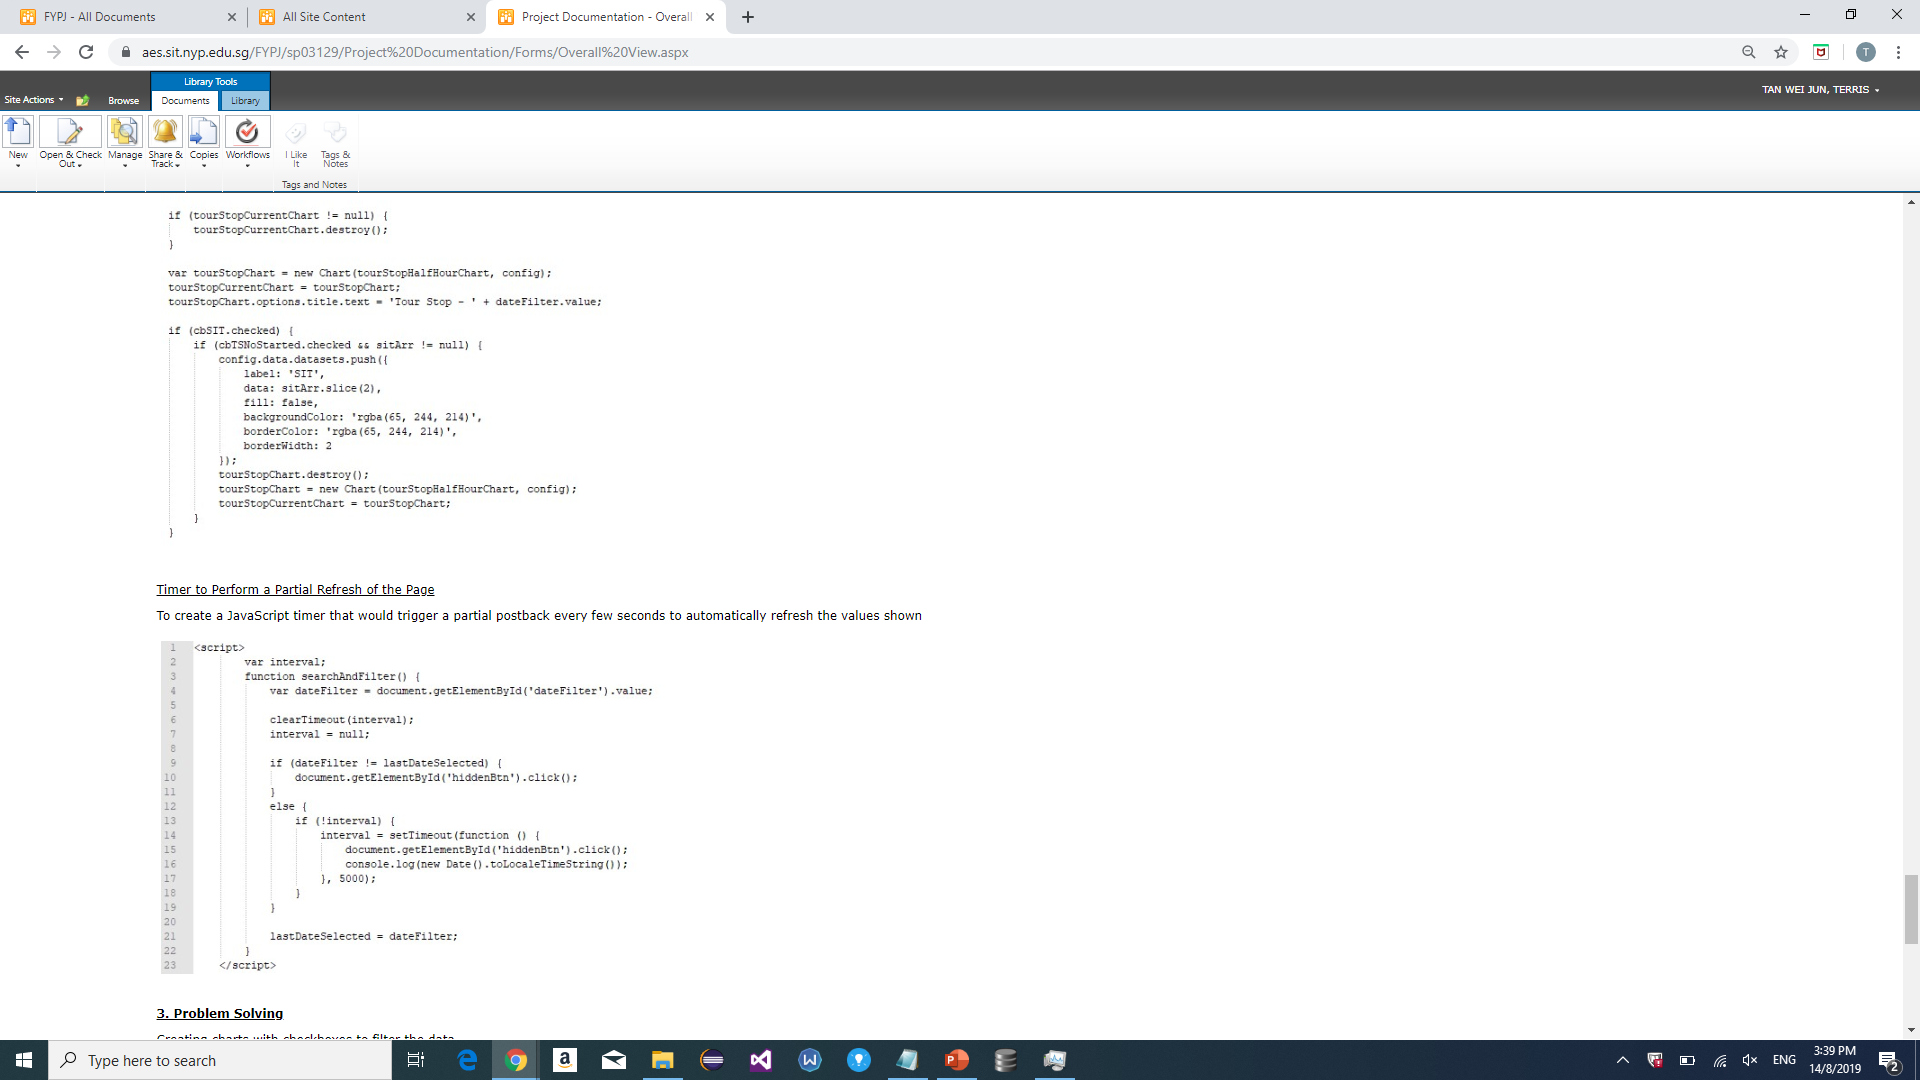 FYPJ - All Documents
All Site Content
Project Documentation - Overall
aes.sit.nyp.edu.sg/FYPJ/sp03129/Project%20Documentation/Forms/Overall%20View.aspx
T
Library Tools
TAN WEI JUN, TERRIS
Site Actions
Browse
Documents
Library
New
Open & Check Out
Manage
Share & Track
Copies
Workflows
I Like It
Tags & Notes
Tags and Notes
if (tourStopCurrentChart != null) {
tourStopCurrentChart.destroy();
}
var tourStopChart = new Chart(tourStopHalfHourChart, config);
tourStopCurrentChart = tourStopChart;
tourStopChart.options.title.text = 'Tour Stop - ' + dateFilter.value;
if (cbSIT.checked) {
if (cbTSNoStarted.checked && sitArr != null) {
config.data.datasets.push({
label: 'SIT',
data: sitArr.slice(2),
fill: false,
backgroundColor: 'rgba(65, 244, 214)',
borderColor: 'rgba(65, 244, 214)',
borderWidth: 2
});
tourStopChart.destroy();
tourStopChart = new Chart(tourStopHalfHourChart, config);
tourStopCurrentChart = tourStopChart;
}
}
Timer to Perform a Partial Refresh of the Page
To create a JavaScript timer that would trigger a partial postback every few seconds to automatically refresh the values shown
1 <script>
2 var interval;
3 function searchAndFilter() {
4 var dateFilter = document.getElementById('dateFilter').value;
5
6 clearTimeout(interval);
7 interval = null;
8
9 if (dateFilter != lastDateSelected) {
10 document.getElementById('hiddenBtn').click();
11 }
12 else {
13 if (!interval) {
14 interval = setTimeout(function () {
15 document.getElementById('hiddenBtn').click();
16 console.log(new Date().toLocaleTimeString());
17 }, 5000);
18 }
19 }
20
21 lastDateSelected = dateFilter;
22 }
23 </script>
3. Problem Solving
Creating charts with checkboxes to filter the data
Type here to search
ENG
3:39 PM
14/8/2019
2